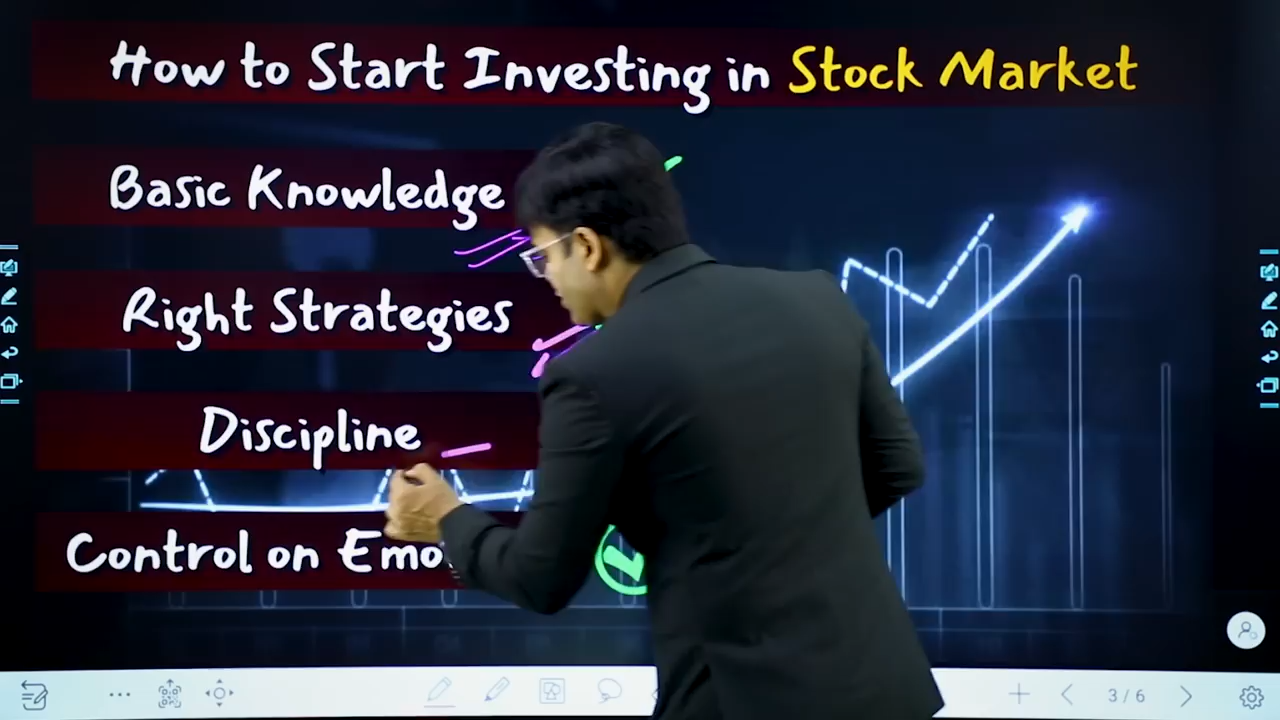 How to Start Investing in Stock Market
Basic Knowledge
Right Strategies
Discipline
Control on Emo
3/6